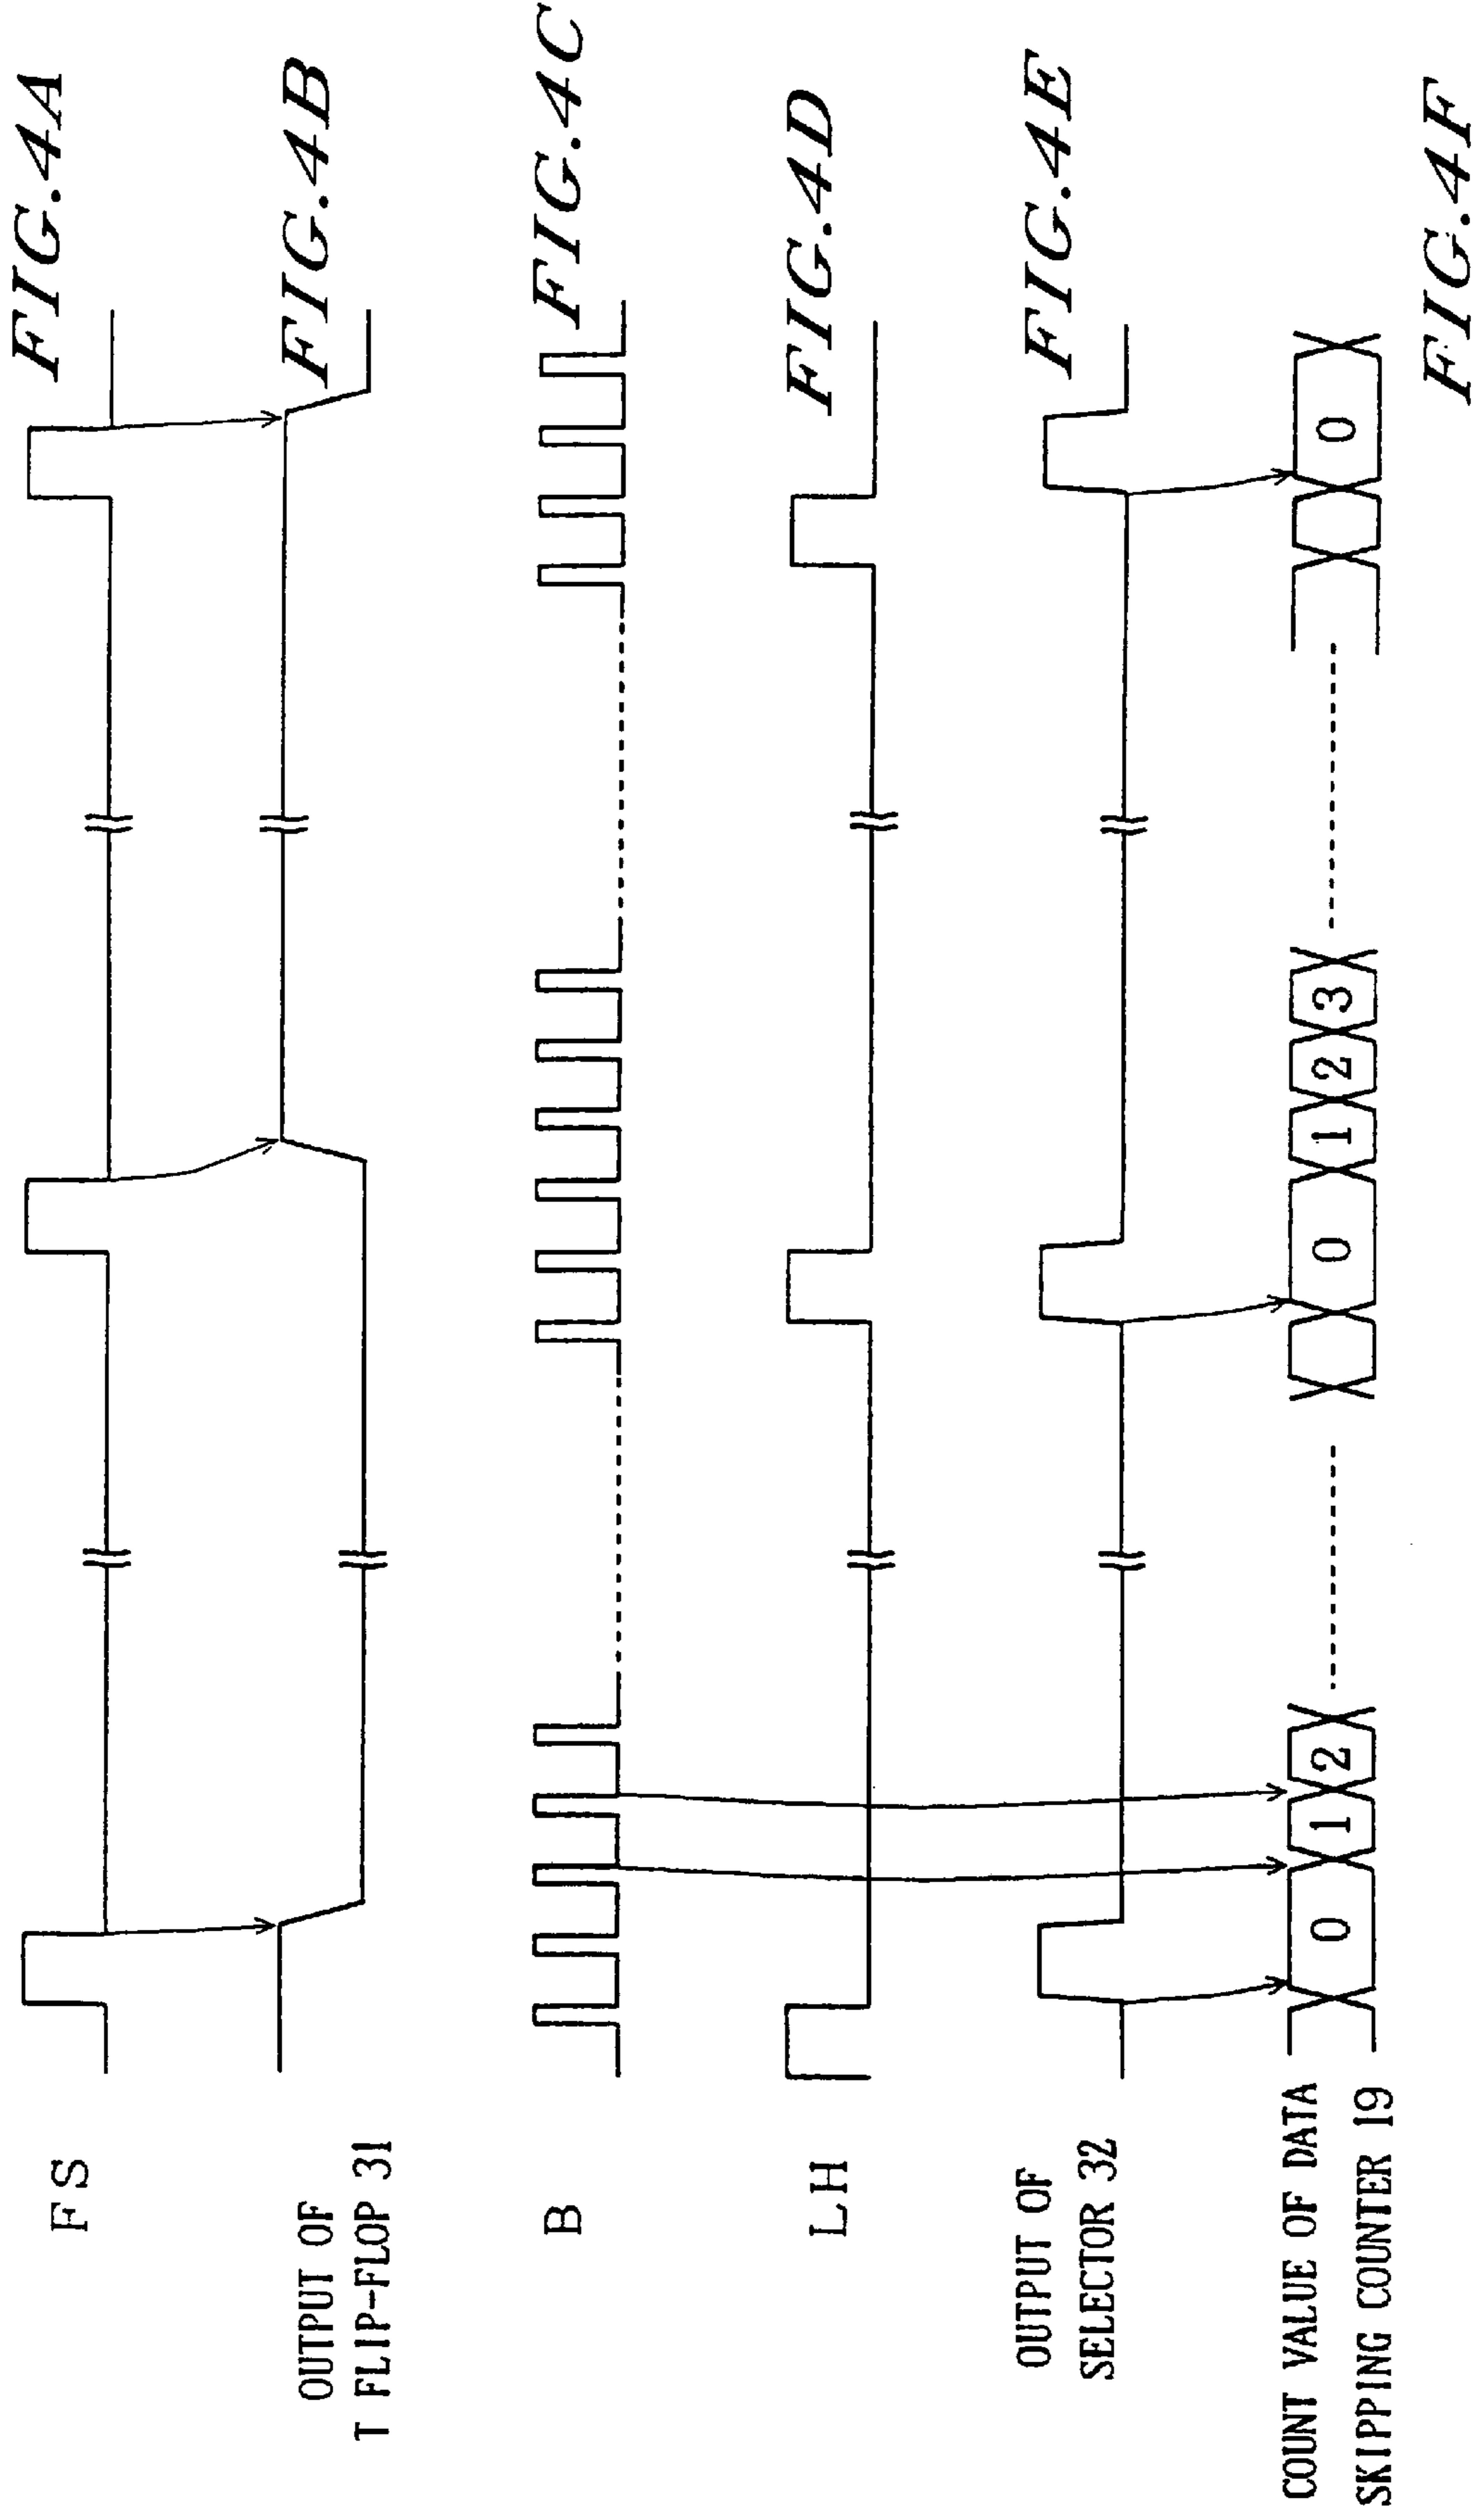 FS
FIG.4A
OUTPUT OF
T FLIP-FLOP 31
FIG.4B
B
FIG.4C
LH
FIG.4D
OUTPUT OF
SELECTOR 32
FIG.4E
COUNT VALUE OF DATA
SKIPPING COUNTER 19
0 1 2 0 1 2 3 0
FIG.4F